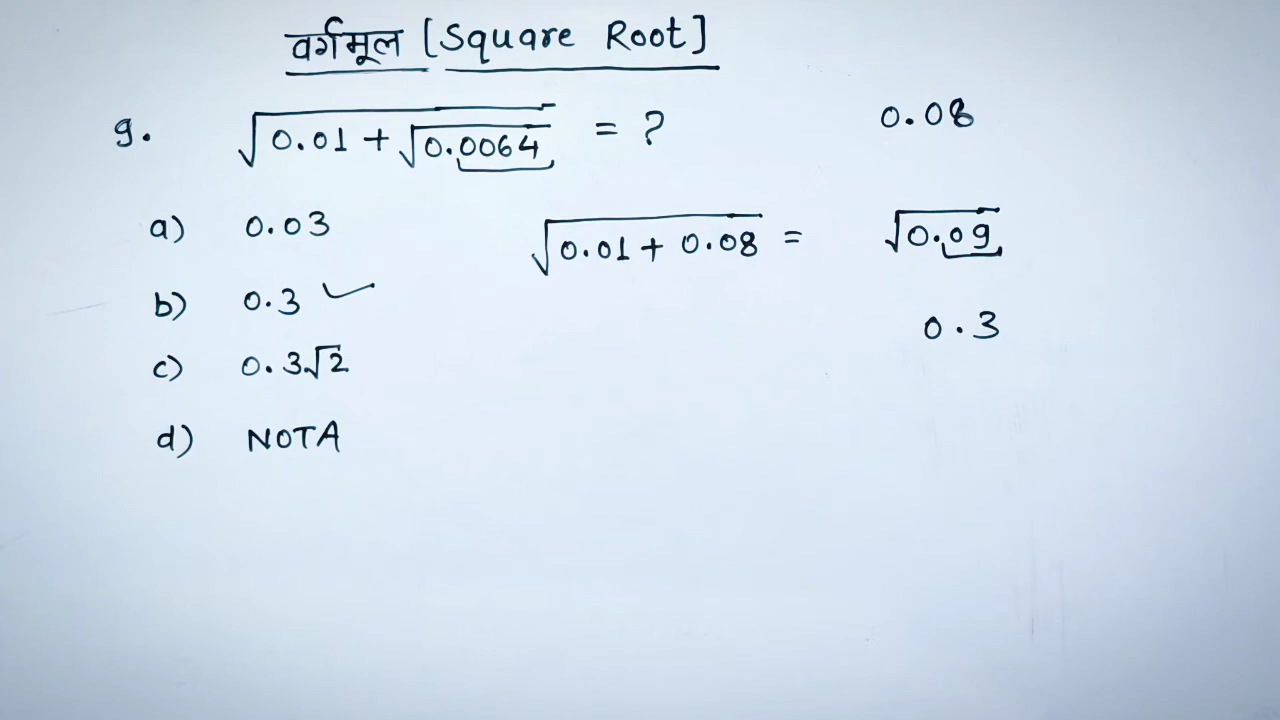 वर्गमूल [Square Root]
9. √(0.01 + √0.0064) = ? 0.08
a) 0.03
√(0.01 + 0.08) = √0.09
b) 0.3 ✓
0.3
c) 0.3√2
d) NOTA